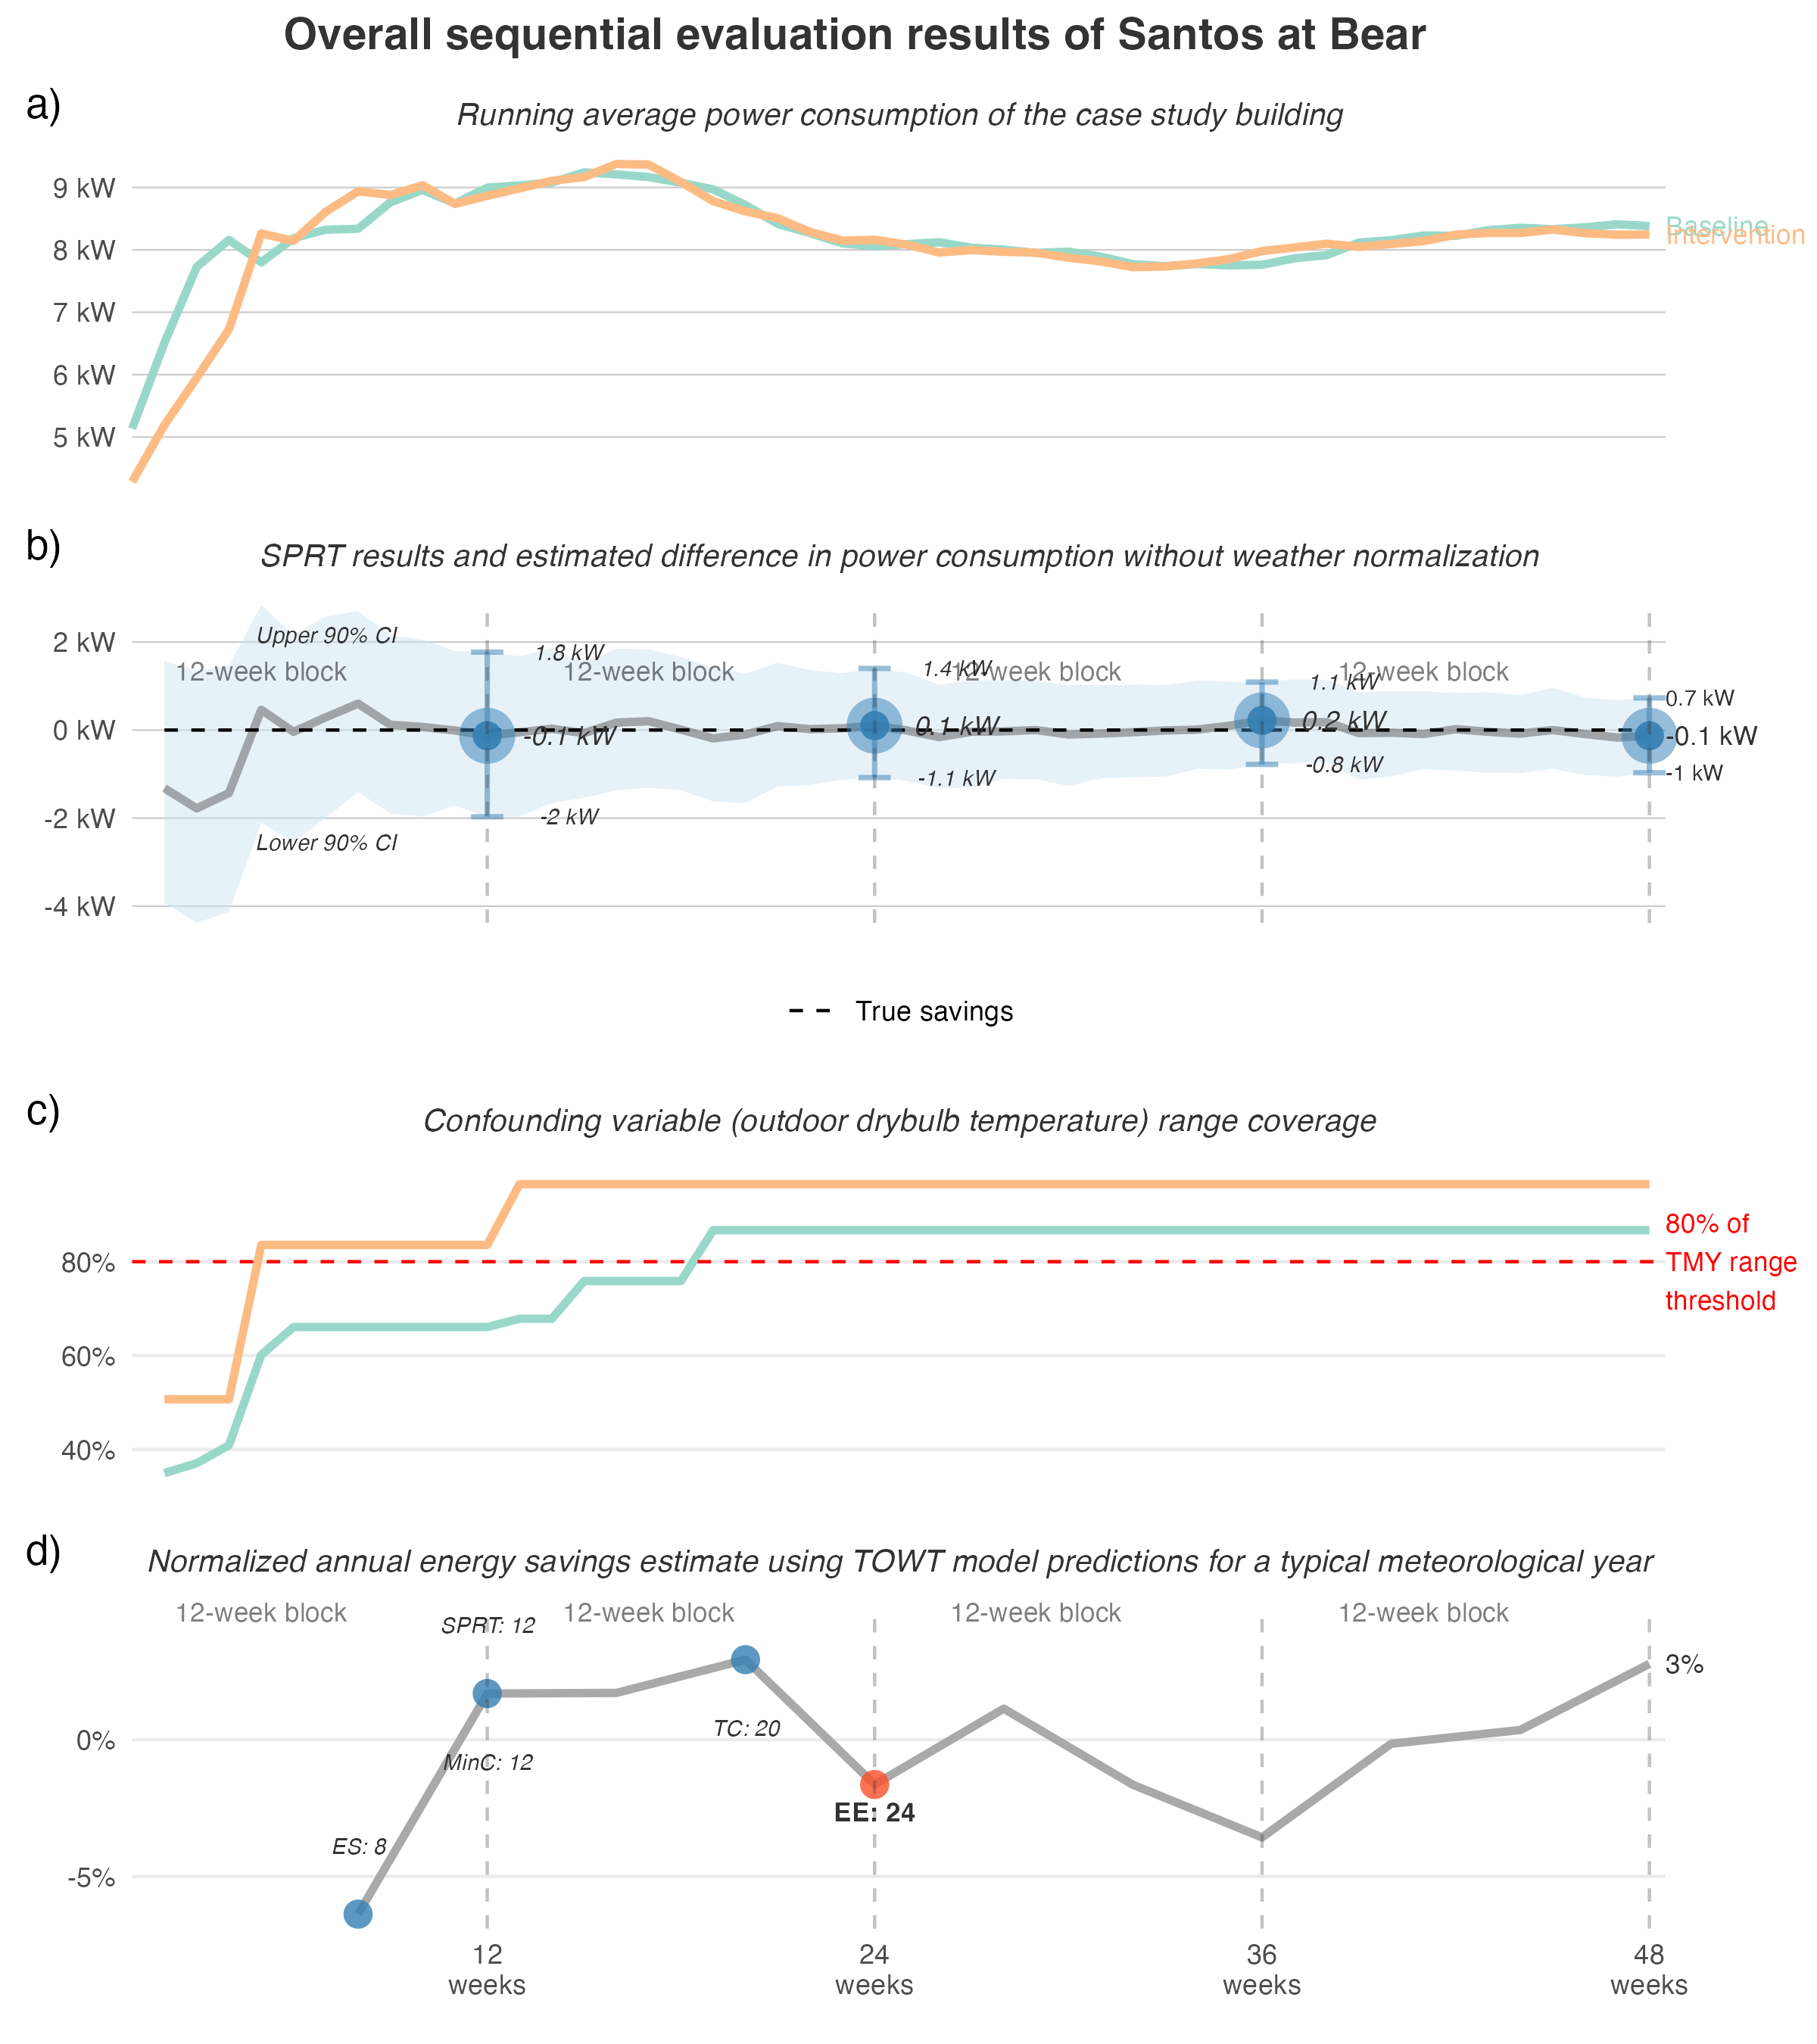 Overall sequential evaluation results of Santos at Bear
a)
Running average power consumption of the case study building
9 kW
8 kW
7 kW
6 kW
5 kW
Baseline
Intervention
b)
SPRT results and estimated difference in power consumption without weather normalization
2 kW
0 kW
-2 kW
-4 kW
Upper 90% CI
Lower 90% CI
12-week block
12-week block
12-week block
12-week block
1.8 kW
-0.1 kW
-2 kW
1.4 kW
0.1 kW
-1.1 kW
1.1 kW
0.2 kW
-0.8 kW
0.7 kW
-0.1 kW
-1 kW
True savings
c)
Confounding variable (outdoor drybulb temperature) range coverage
80%
60%
40%
80% of
TMY range
threshold
d)
Normalized annual energy savings estimate using TOWT model predictions for a typical meteorological year
12-week block
12-week block
12-week block
12-week block
SPRT: 12
3%
TC: 20
0%
MinC: 12
EE: 24
ES: 8
-5%
12
weeks
24
weeks
36
weeks
48
weeks